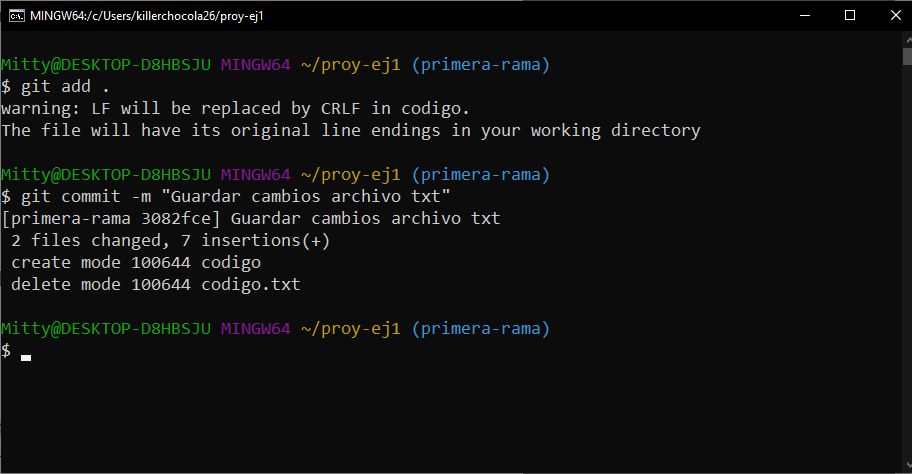 MINGW64:/c/Users/killerchocola26/proy-ej1
Mitty@DESKTOP-D8HBSJU MINGW64 ~/proy-ej1 (primera-rama)
$ git add .
warning: LF will be replaced by CRLF in codigo.
The file will have its original line endings in your working directory
Mitty@DESKTOP-D8HBSJU MINGW64 ~/proy-ej1 (primera-rama)
$ git commit -m "Guardar cambios archivo txt"
[primera-rama 3082fce] Guardar cambios archivo txt
 2 files changed, 7 insertions(+)
 create mode 100644 codigo
 delete mode 100644 codigo.txt
Mitty@DESKTOP-D8HBSJU MINGW64 ~/proy-ej1 (primera-rama)
$